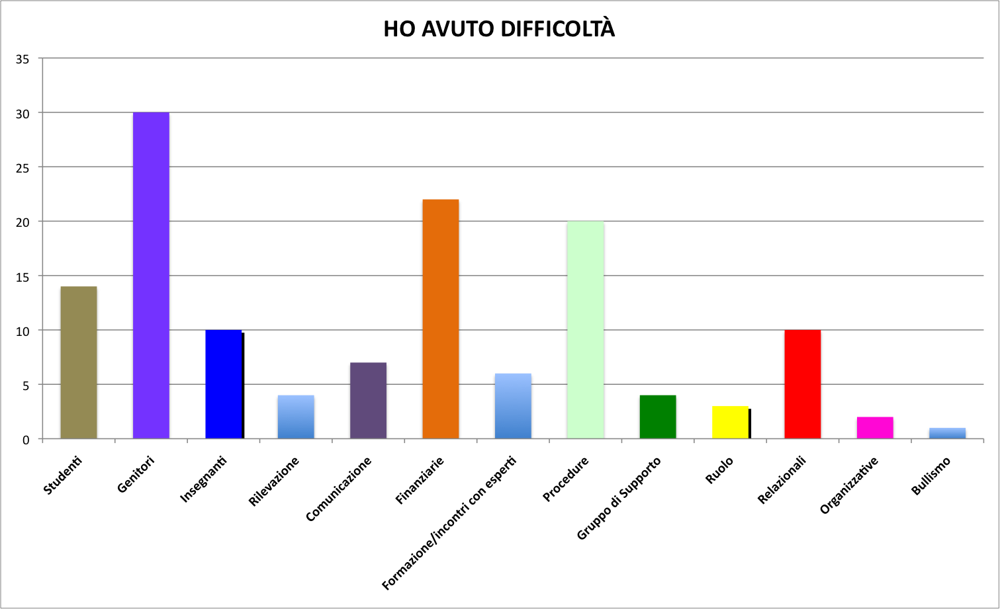 HO AVUTO DIFFICOLTÀ
35
30
25
20
15
10
5
0
Studenti
Genitori
Insegnanti
Rilevazione
Comunicazione
Finanziarie
Formazione/incontri con esperti
Procedure
Gruppo di Supporto
Ruolo
Relazionali
Organizzative
Bullismo